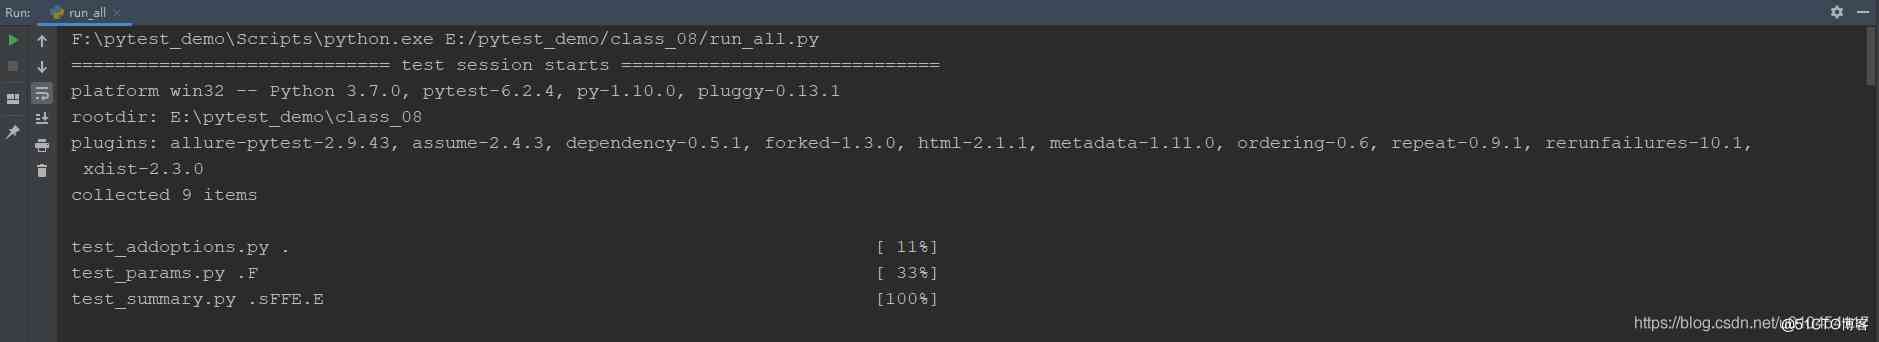 Run: run_all
F:\pytest_demo\Scripts\python.exe E:/pytest_demo/class_08/run_all.py
============================= test session starts =============================
platform win32 -- Python 3.7.0, pytest-6.2.4, py-1.10.0, pluggy-0.13.1
rootdir: E:\pytest_demo\class_08
plugins: allure-pytest-2.9.43, assume-2.4.3, dependency-0.5.1, forked-1.3.0, html-2.1.1, metadata-1.11.0, ordering-0.6, repeat-0.9.1, rerunfailures-10.1,
xdist-2.3.0
collected 9 items
test_addoptions.py . [ 11%]
test_params.py .F [ 33%]
test_summary.py .sFFE.E [100%]
https://blog.csdn.net/ @51CTO博客